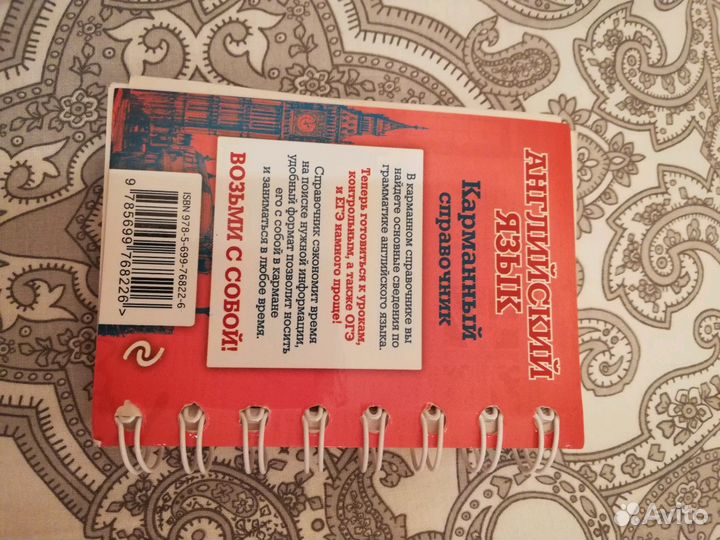 АНГЛИЙСКИЙ
ЯЗЫК
Карманный
справочник
В карманном справочнике вы
найдете основные сведения по
грамматике английского языка.
Теперь готовиться к урокам,
контрольным, а также ОГЭ
и ЕГЭ намного проще!
Справочник сэкономит время
на поиске нужной информации,
удобный формат позволит носить
его с собой в кармане
и заниматься в любое время.
ВОЗЬМИ С СОБОЙ!
ISBN 978-5-699-76822-6
9 785699 768226 >
Avito